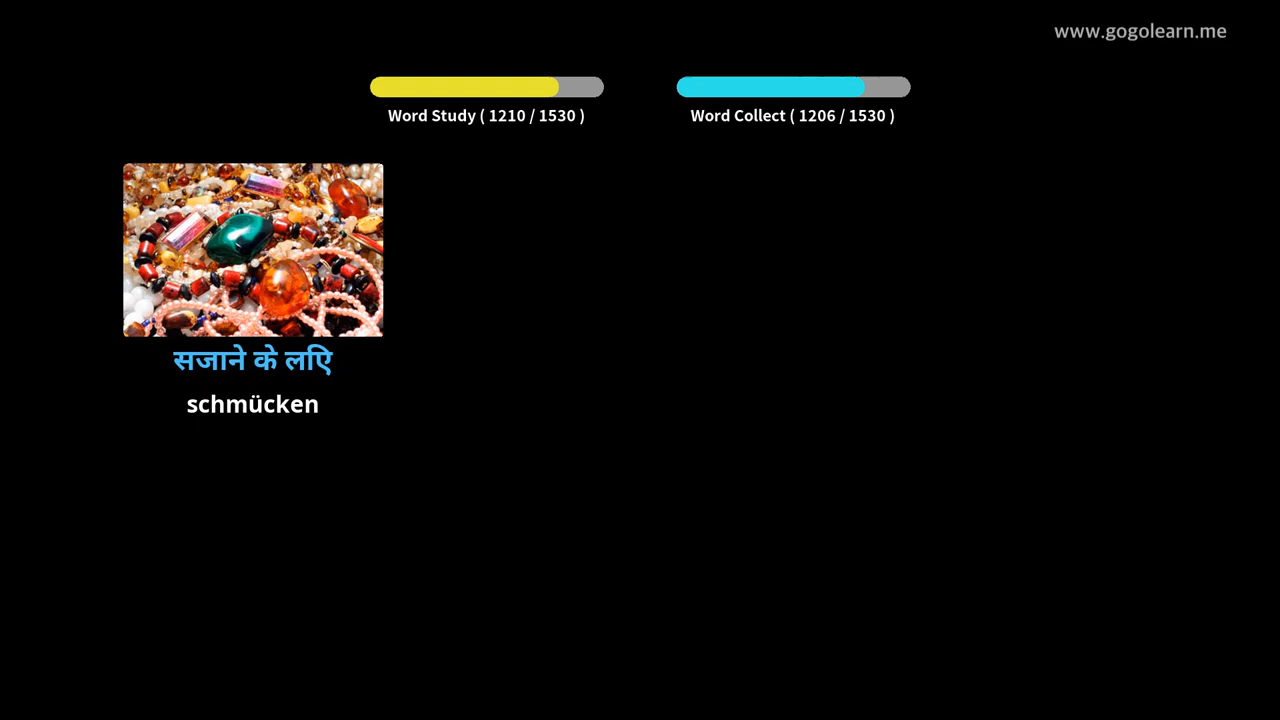 www.gogolearn.me
Word Study ( 1210 / 1530 )
Word Collect ( 1206 / 1530 )
सजाने के लिए
schmücken